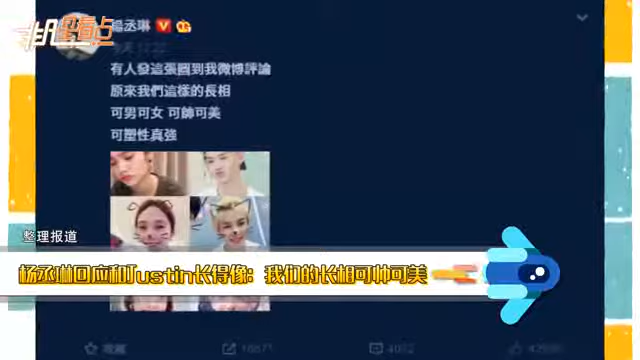 非凡星看点
楊丞琳
有人發這張圖到我微博評論
原來我們這樣的長相
可男可女 可帥可美
可塑性真強
整理报道
杨丞琳回应和Justin长得像：我们的长相可帅可美
收藏